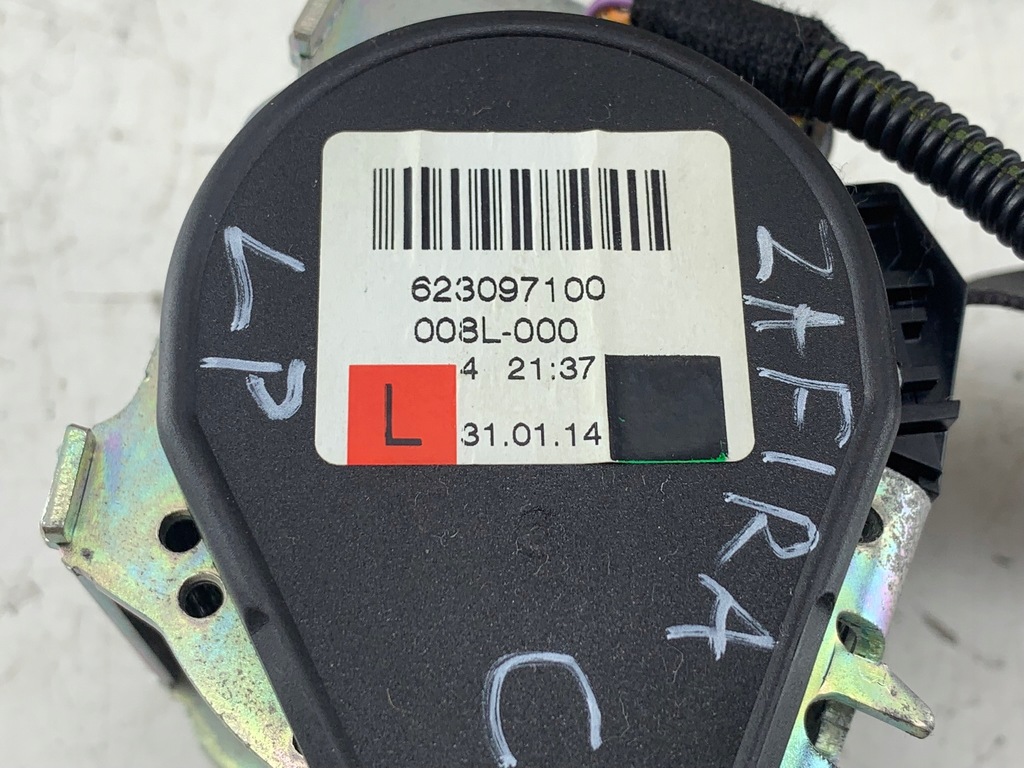 623097100
008L-000
4 21:37
L
31.01.14
LP
ZAFIRA
C